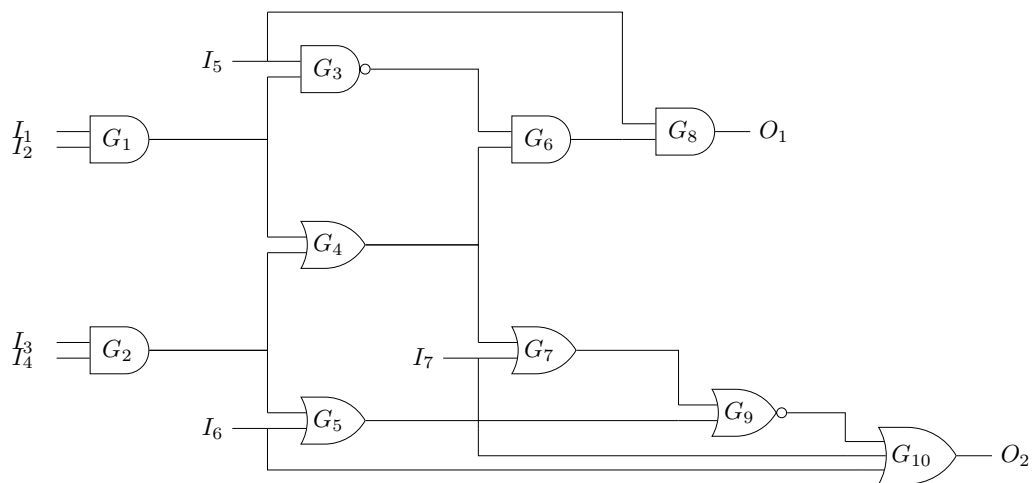 I₅
G₃
I₁
I₂
G₁
G₆
G₈
O₁
G₄
I₃
I₄
G₂
I₇
G₇
I₆
G₅
G₉
G₁₀
O₂